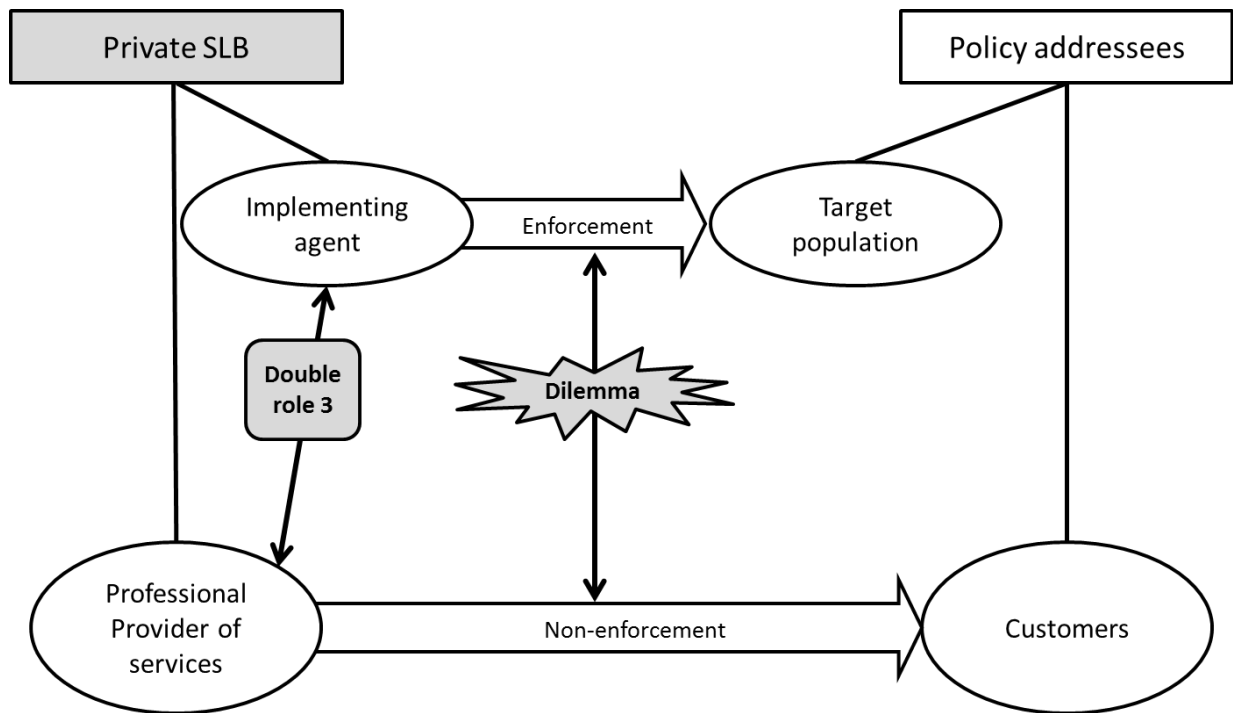 Private SLB
Policy addressees
Implementing
agent
Enforcement
Target
population
Double
role 3
Dilemma
Professional
Provider of
services
Non-enforcement
Customers